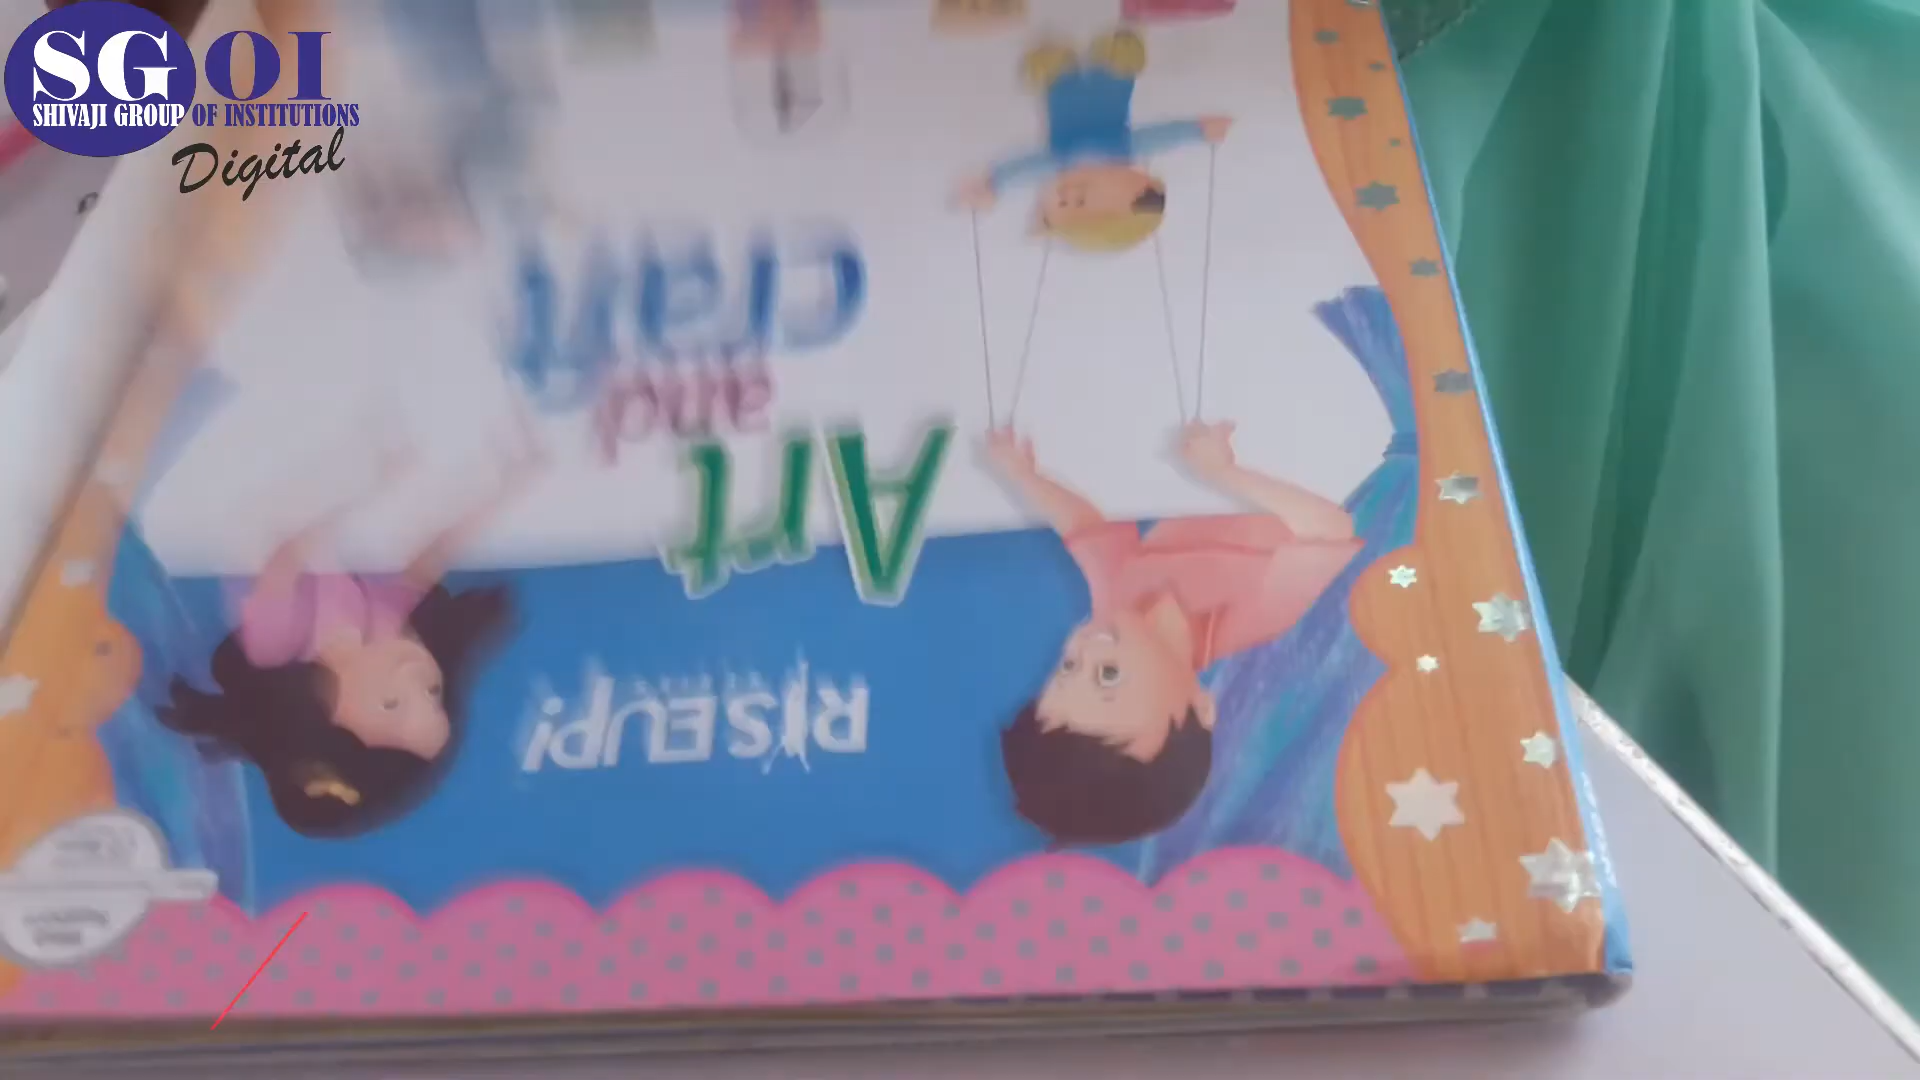 SGOI
SHIVAJI GROUP OF INSTITUTIONS
Digital
RISEUP!
Art
and
Craft